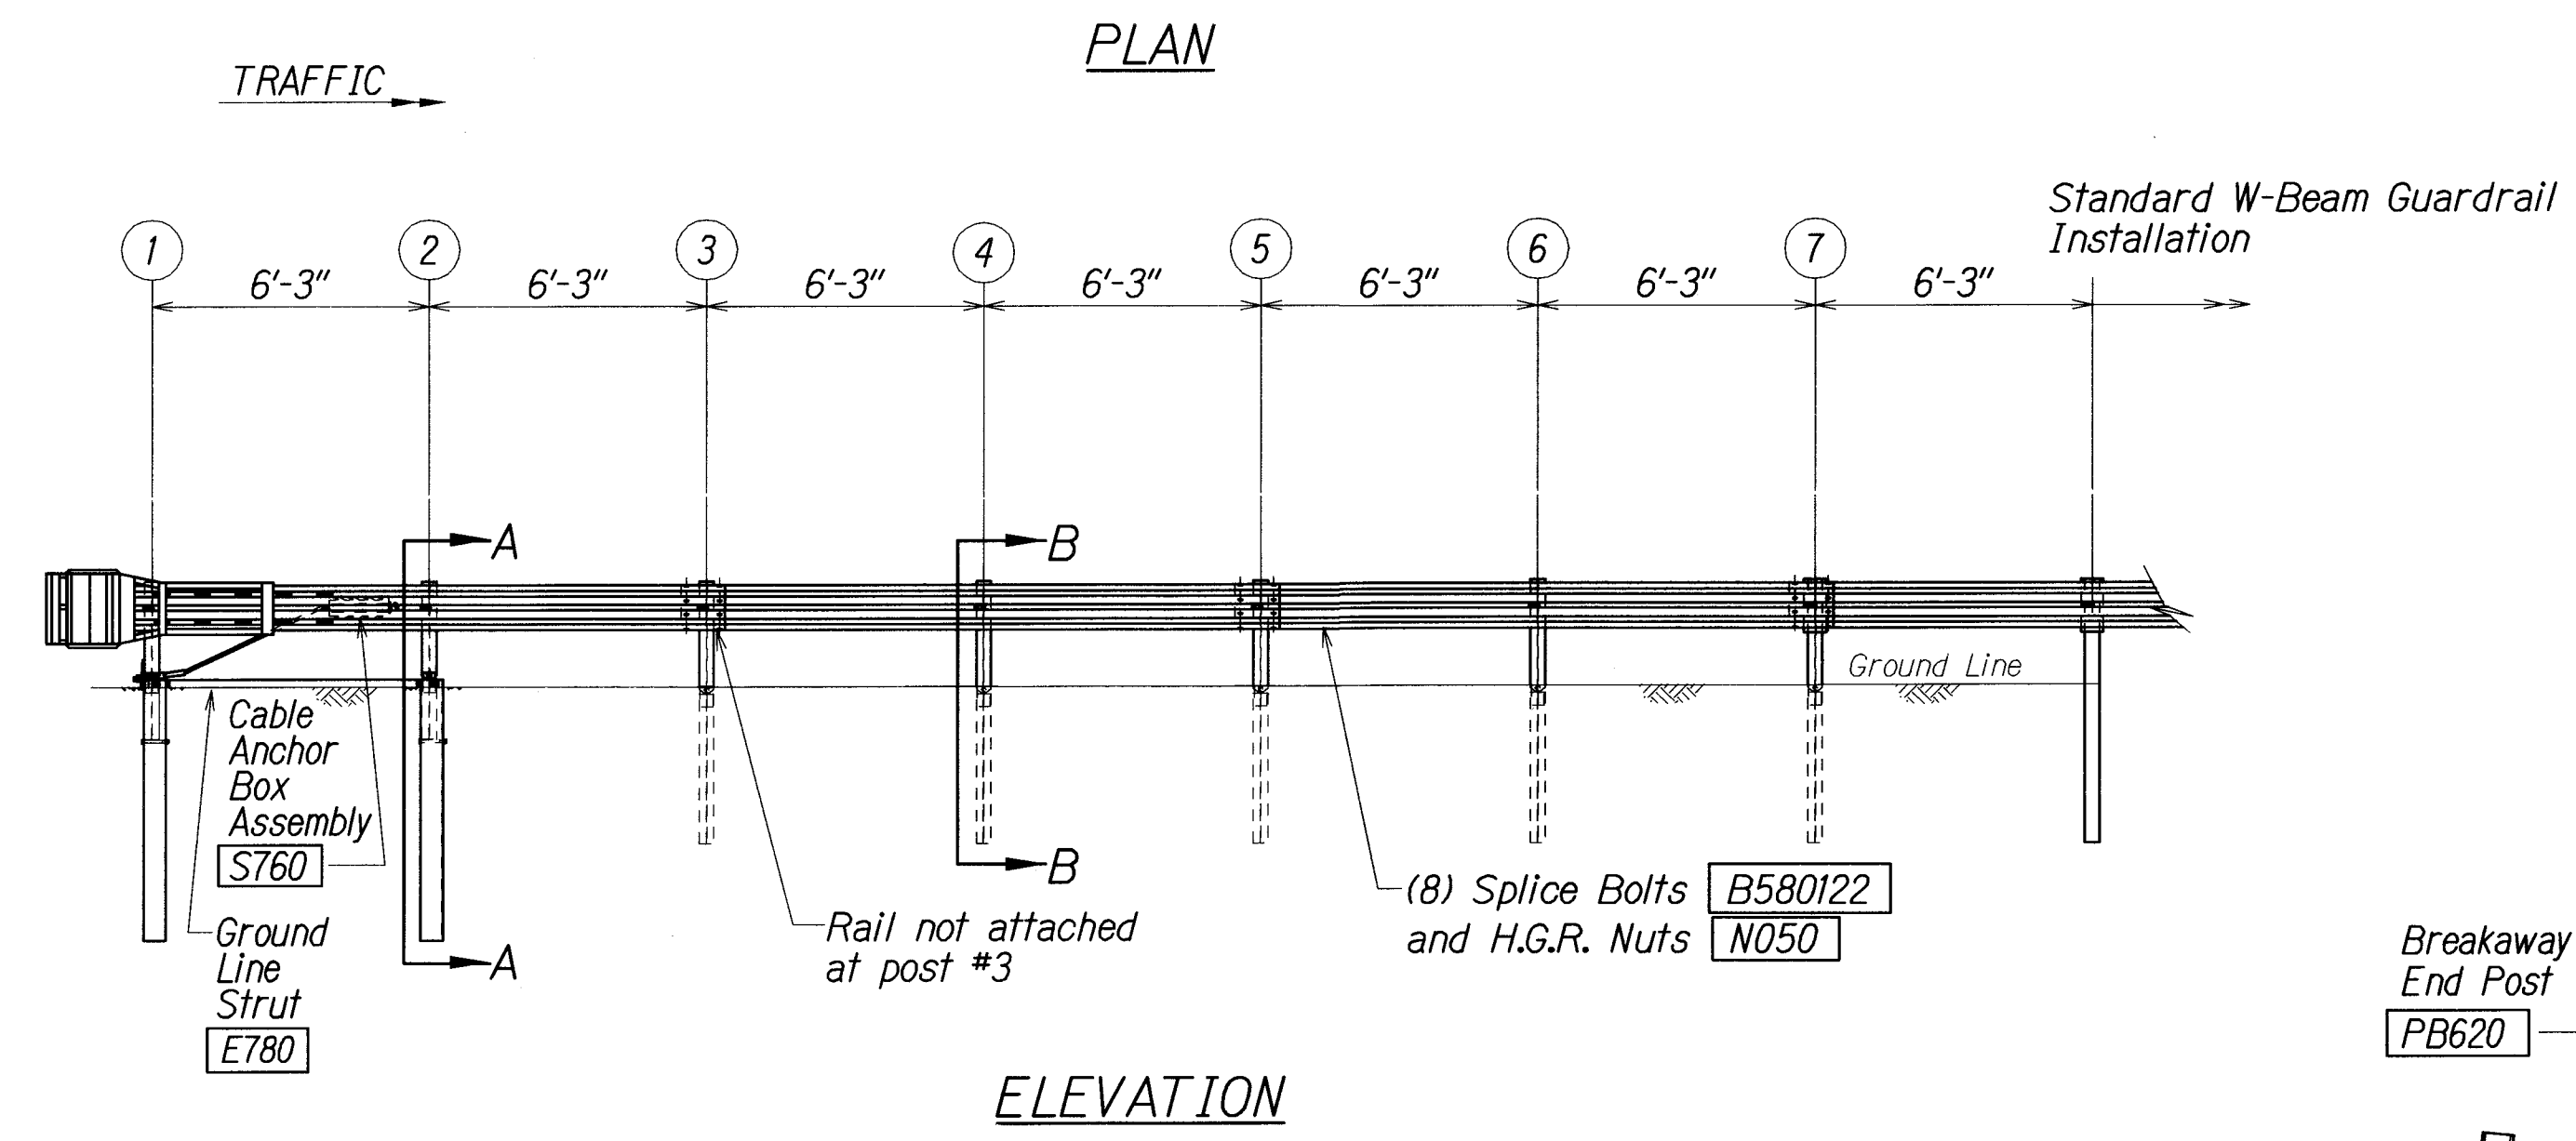 PLAN
TRAFFIC
Standard W-Beam Guardrail
Installation
1 2 3 4 5 6 7
6'-3" 6'-3" 6'-3" 6'-3" 6'-3" 6'-3" 6'-3"
A
B
Ground Line
Cable
Anchor
Box
Assembly
S760
B
(8) Splice Bolts B580122
and H.G.R. Nuts N050
Rail not attached
at post #3
A
Ground
Line
Strut
E780
Breakaway
End Post
PB620
ELEVATION